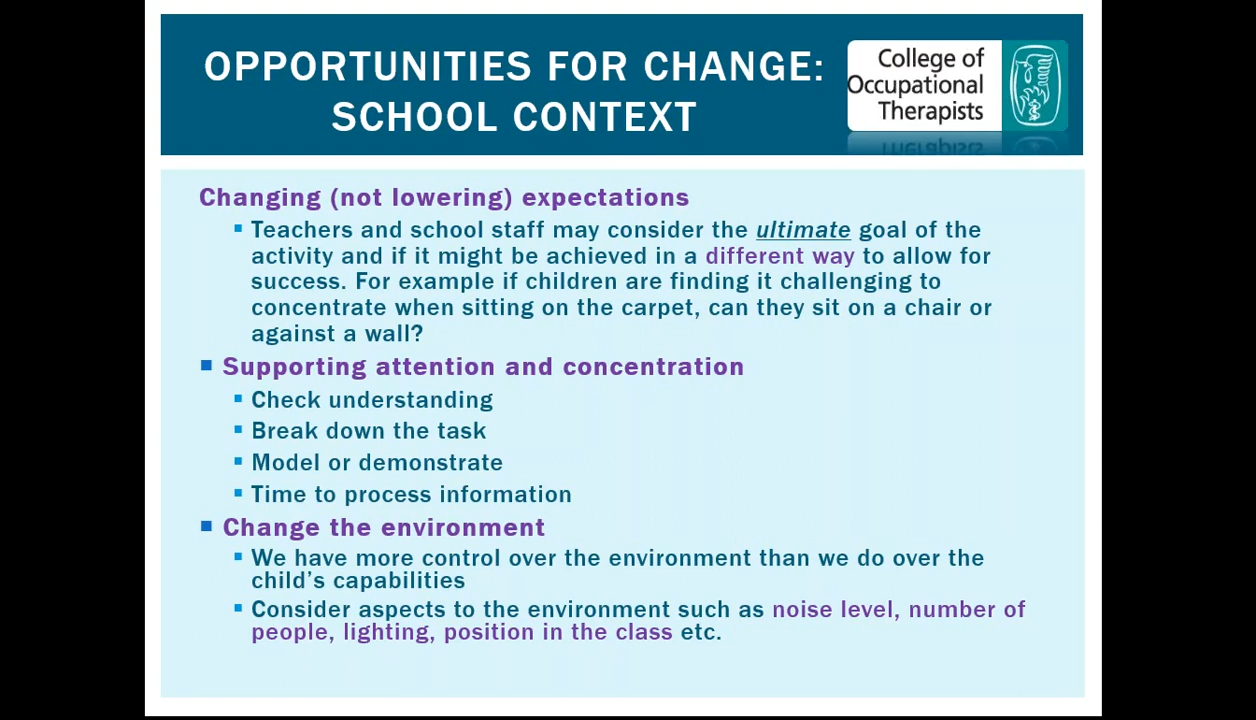 OPPORTUNITIES FOR CHANGE:
SCHOOL CONTEXT
College of
Occupational
Therapists
Changing (not lowering) expectations
Teachers and school staff may consider the ultimate goal of the
activity and if it might be achieved in a different way to allow for
success. For example if children are finding it challenging to
concentrate when sitting on the carpet, can they sit on a chair or
against a wall?
Supporting attention and concentration
Check understanding
Break down the task
Model or demonstrate
Time to process information
Change the environment
We have more control over the environment than we do over the
child's capabilities
Consider aspects to the environment such as noise level, number of
people, lighting, position in the class etc.